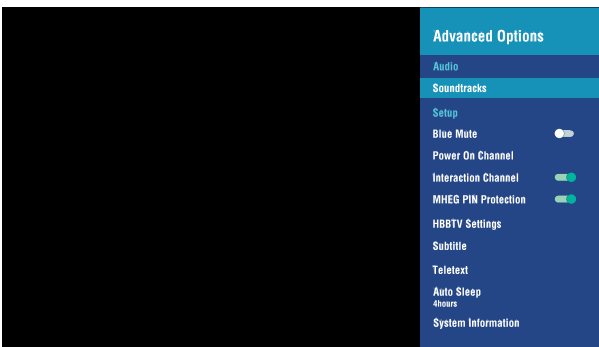 Advanced Options
Audio
Soundtracks
Setup
Blue Mute
Power On Channel
Interaction Channel
MHEG PIN Protection
HBBTV Settings
Subtitle
Teletext
Auto Sleep
4hours
System Information